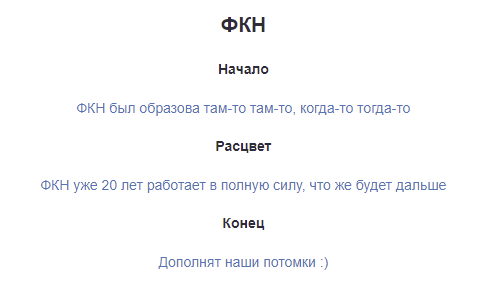 ФКН
Начало
ФКН был образова там-то там-то, когда-то тогда-то
Расцвет
ФКН уже 20 лет работает в полную силу, что же будет дальше
Конец
Дополнят наши потомки :)